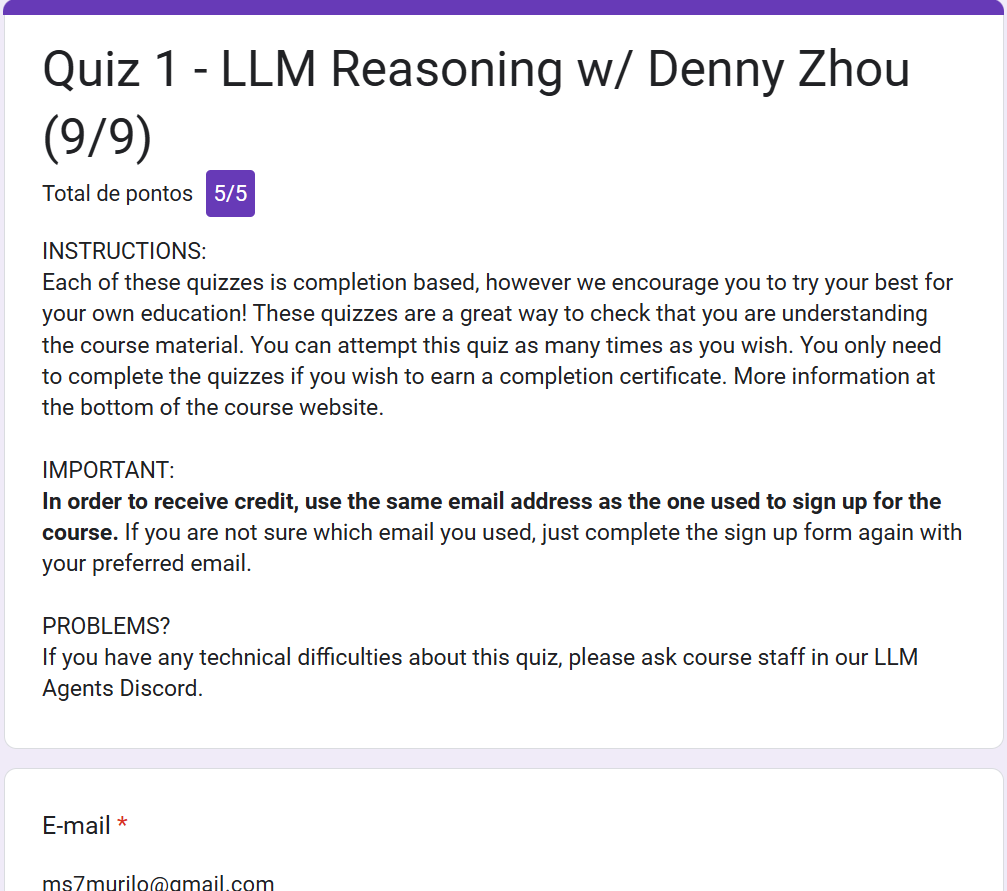 Quiz 1 - LLM Reasoning w/ Denny Zhou
(9/9)
Total de pontos 5/5
INSTRUCTIONS:
Each of these quizzes is completion based, however we encourage you to try your best for
your own education! These quizzes are a great way to check that you are understanding
the course material. You can attempt this quiz as many times as you wish. You only need
to complete the quizzes if you wish to earn a completion certificate. More information at
the bottom of the course website.
IMPORTANT:
In order to receive credit, use the same email address as the one used to sign up for the
course. If you are not sure which email you used, just complete the sign up form again with
your preferred email.
PROBLEMS?
If you have any technical difficulties about this quiz, please ask course staff in our LLM
Agents Discord.
E-mail *
ms7murilo@gmail.com